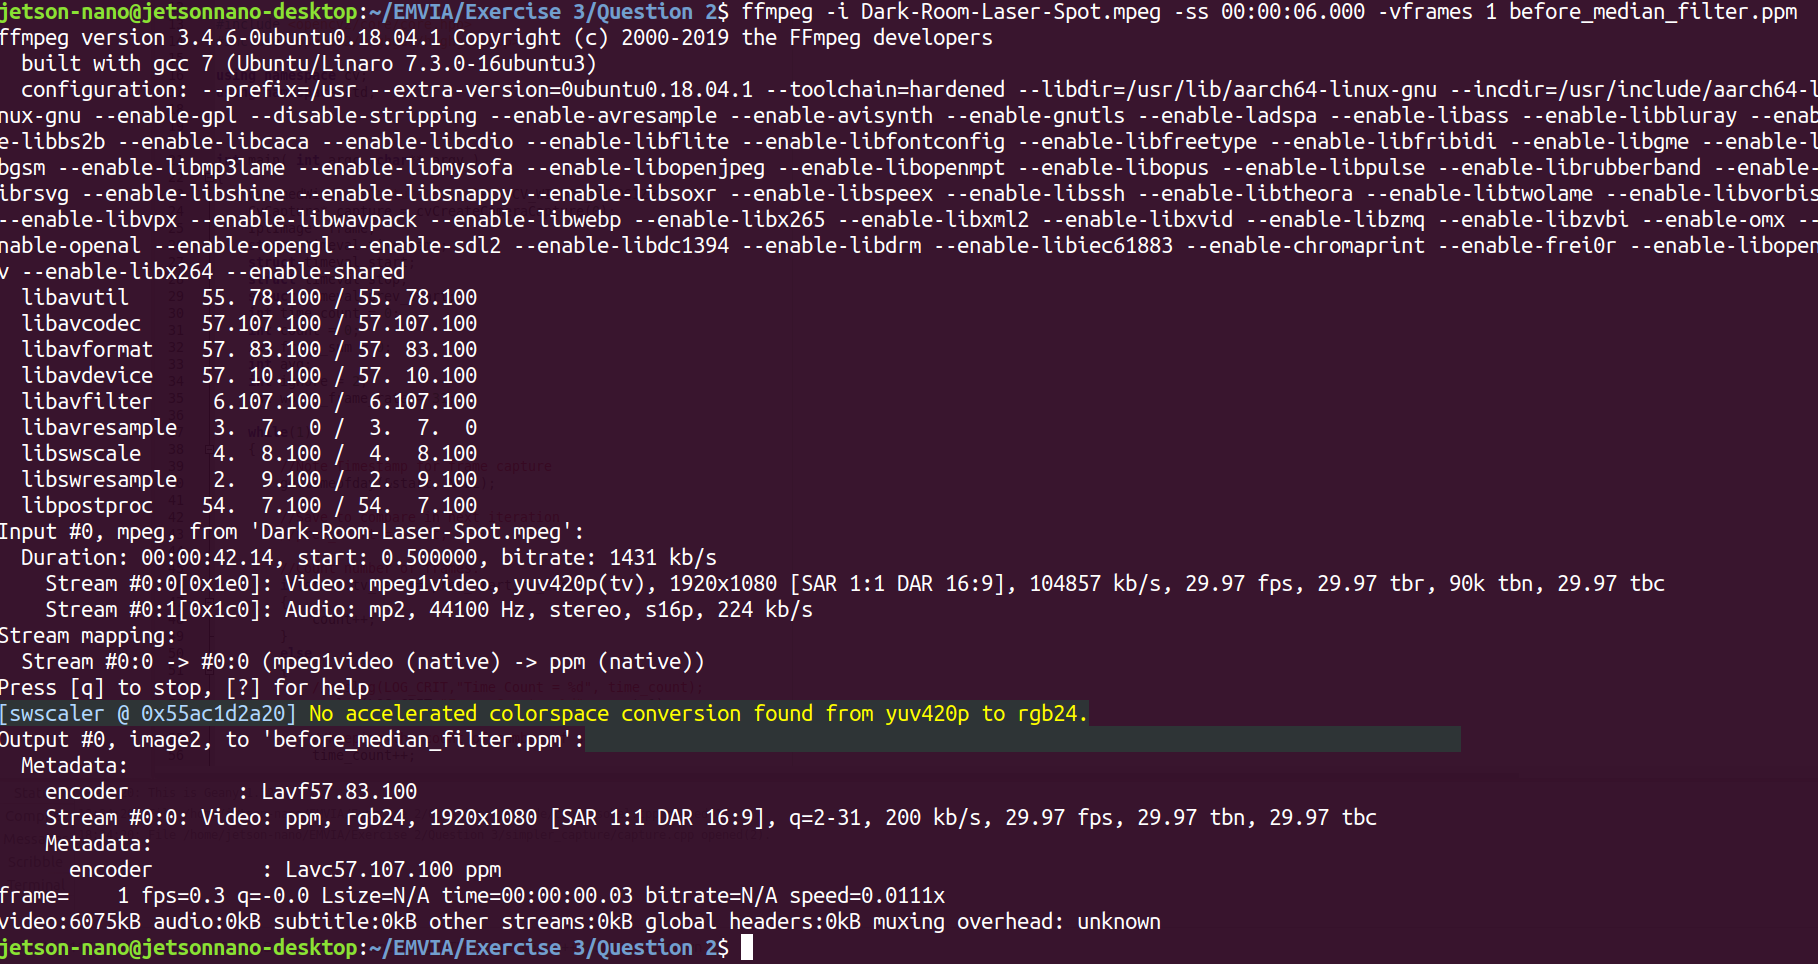 jetson-nano@jetsonnano-desktop:~/EMVIA/Exercise 3/Question 2$ ffmpeg -i Dark-Room-Laser-Spot.mpeg -ss 00:00:06.000 -vframes 1 before_median_filter.ppm
ffmpeg version 3.4.6-0ubuntu0.18.04.1 Copyright (c) 2000-2019 the FFmpeg developers
built with gcc 7 (Ubuntu/Linaro 7.3.0-16ubuntu3)
configuration: --prefix=/usr --extra-version=0ubuntu0.18.04.1 --toolchain=hardened --libdir=/usr/lib/aarch64-linux-gnu --incdir=/usr/include/aarch64-l
nux-gnu --enable-gpl --disable-stripping --enable-avresample --enable-avisynth --enable-gnutls --enable-ladspa --enable-libass --enable-libbluray --enab
e-libbs2b --enable-libcaca --enable-libcdio --enable-libflite --enable-libfontconfig --enable-libfreetype --enable-libfribidi --enable-libgme --enable-l
bgsm --enable-libmp3lame --enable-libmysofa --enable-libopenjpeg --enable-libopenmpt --enable-libopus --enable-libpulse --enable-librubberband --enable-
ibrsvg --enable-libshine --enable-libsnappy --enable-libsoxr --enable-libspeex --enable-libssh --enable-libtheora --enable-libtwolame --enable-libvorbis
--enable-libvpx --enable-libwavpack --enable-libwebp --enable-libx265 --enable-libxml2 --enable-libxvid --enable-libzmq --enable-libzvbi --enable-omx --
nable-openal --enable-opengl --enable-sdl2 --enable-libdc1394 --enable-libdrm --enable-libiec61883 --enable-chromaprint --enable-frei0r --enable-libopen
v --enable-libx264 --enable-shared
libavutil      55. 78.100 / 55. 78.100
libavcodec     57.107.100 / 57.107.100
libavformat    57. 83.100 / 57. 83.100
libavdevice    57. 10.100 / 57. 10.100
libavfilter     6.107.100 /  6.107.100
libavresample   3.  7.  0 /  3.  7.  0
libswscale      4.  8.100 /  4.  8.100
libswresample   2.  9.100 /  2.  9.100
libpostproc    54.  7.100 / 54.  7.100
Input #0, mpeg, from 'Dark-Room-Laser-Spot.mpeg':
Duration: 00:00:42.14, start: 0.500000, bitrate: 1431 kb/s
Stream #0:0[0x1e0]: Video: mpeg1video, yuv420p(tv), 1920x1080 [SAR 1:1 DAR 16:9], 104857 kb/s, 29.97 fps, 29.97 tbr, 90k tbn, 29.97 tbc
Stream #0:1[0x1c0]: Audio: mp2, 44100 Hz, stereo, s16p, 224 kb/s
Stream mapping:
Stream #0:0 -> #0:0 (mpeg1video (native) -> ppm (native))
Press [q] to stop, [?] for help
[swscaler @ 0x55ac1d2a20] No accelerated colorspace conversion found from yuv420p to rgb24.
Output #0, image2, to 'before_median_filter.ppm':
Metadata:
encoder         : Lavf57.83.100
Stream #0:0: Video: ppm, rgb24, 1920x1080 [SAR 1:1 DAR 16:9], q=2-31, 200 kb/s, 29.97 fps, 29.97 tbn, 29.97 tbc
Metadata:
encoder         : Lavc57.107.100 ppm
frame=    1 fps=0.3 q=-0.0 Lsize=N/A time=00:00:00.03 bitrate=N/A speed=0.0111x
video:6075kB audio:0kB subtitle:0kB other streams:0kB global headers:0kB muxing overhead: unknown
jetson-nano@jetsonnano-desktop:~/EMVIA/Exercise 3/Question 2$